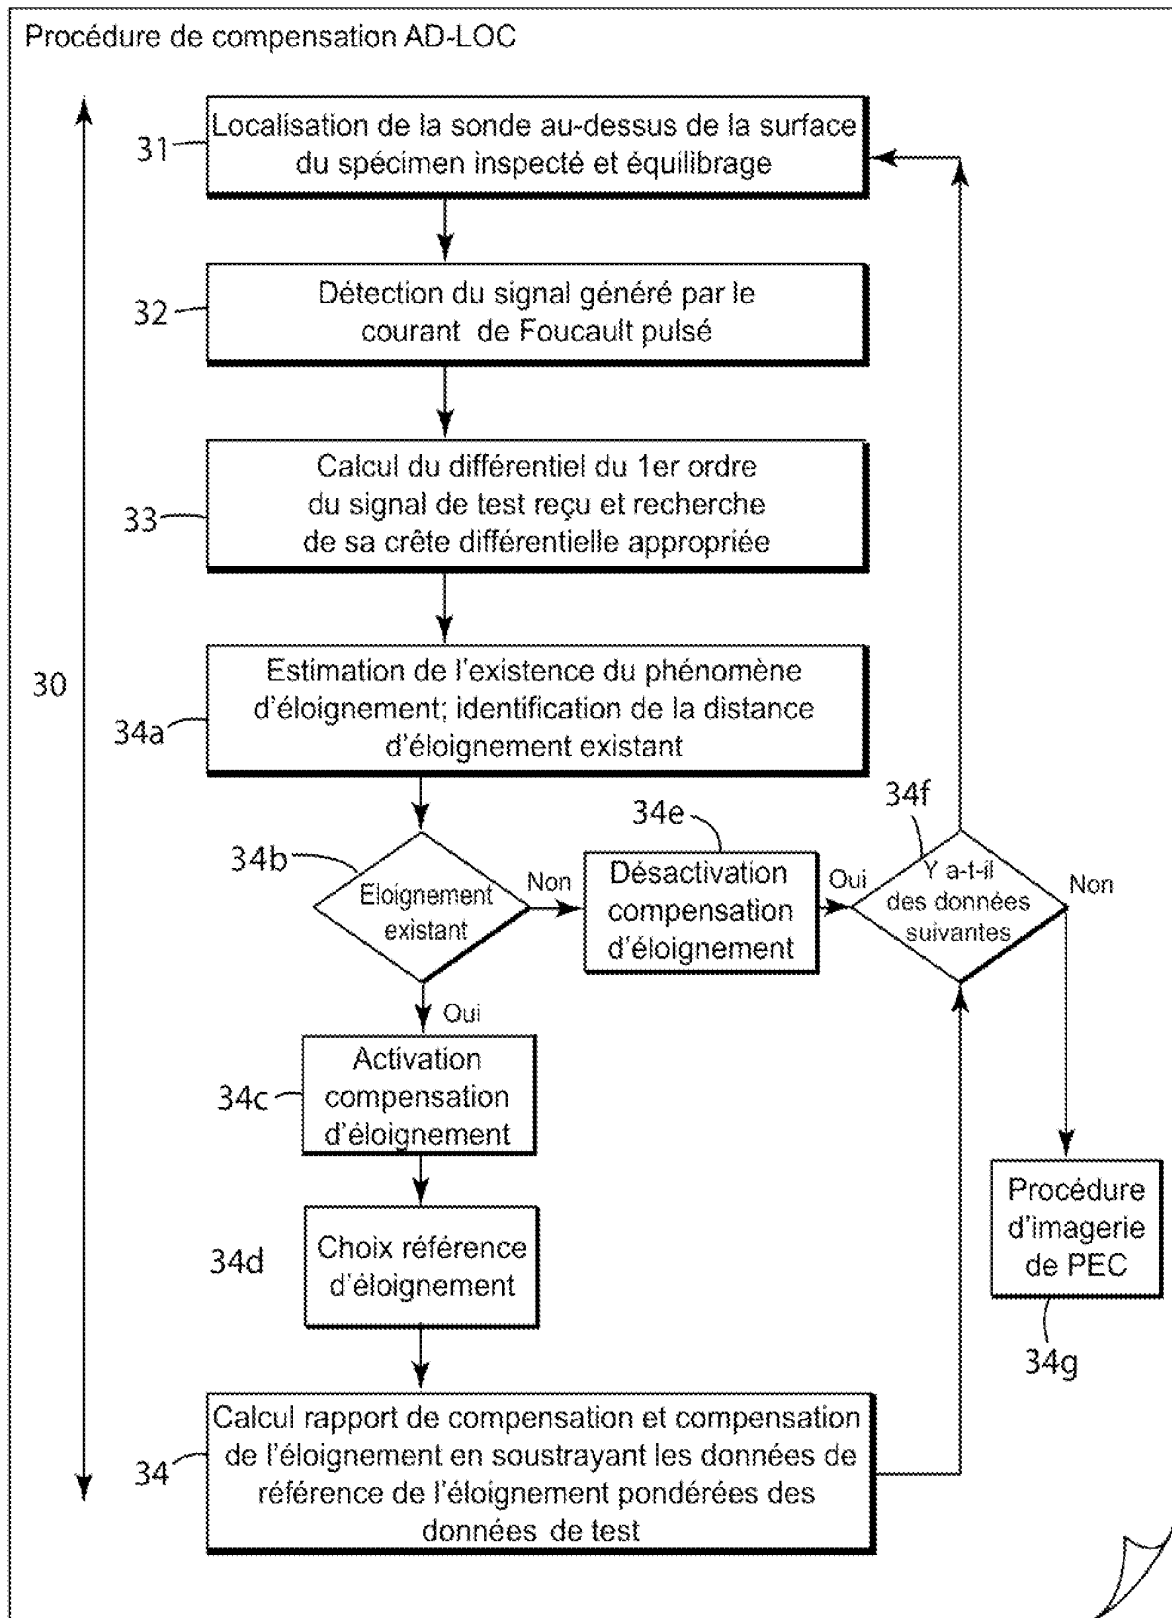 Procédure de compensation AD-LOC
31
Localisation de la sonde au-dessus de la surface
du spécimen inspecté et équilibrage
32
Détection du signal généré par le
courant de Foucault pulsé
33
Calcul du différentiel du 1er ordre
du signal de test reçu et recherche
de sa crête différentielle appropriée
30
34a
Estimation de l'existence du phénomène
d'éloignement; identification de la distance
d'éloignement existant
34b
Eloignement
existant
Non
34e
Désactivation
compensation
d'éloignement
Oui
34f
Y a-t-il
des données
suivantes
Non
Oui
34c
Activation
compensation
d'éloignement
34d
Choix référence
d'éloignement
Procédure
d'imagerie
de PEC
34g
34
Calcul rapport de compensation et compensation
de l'éloignement en soustrayant les données de
référence de l'éloignement pondérées des
données de test